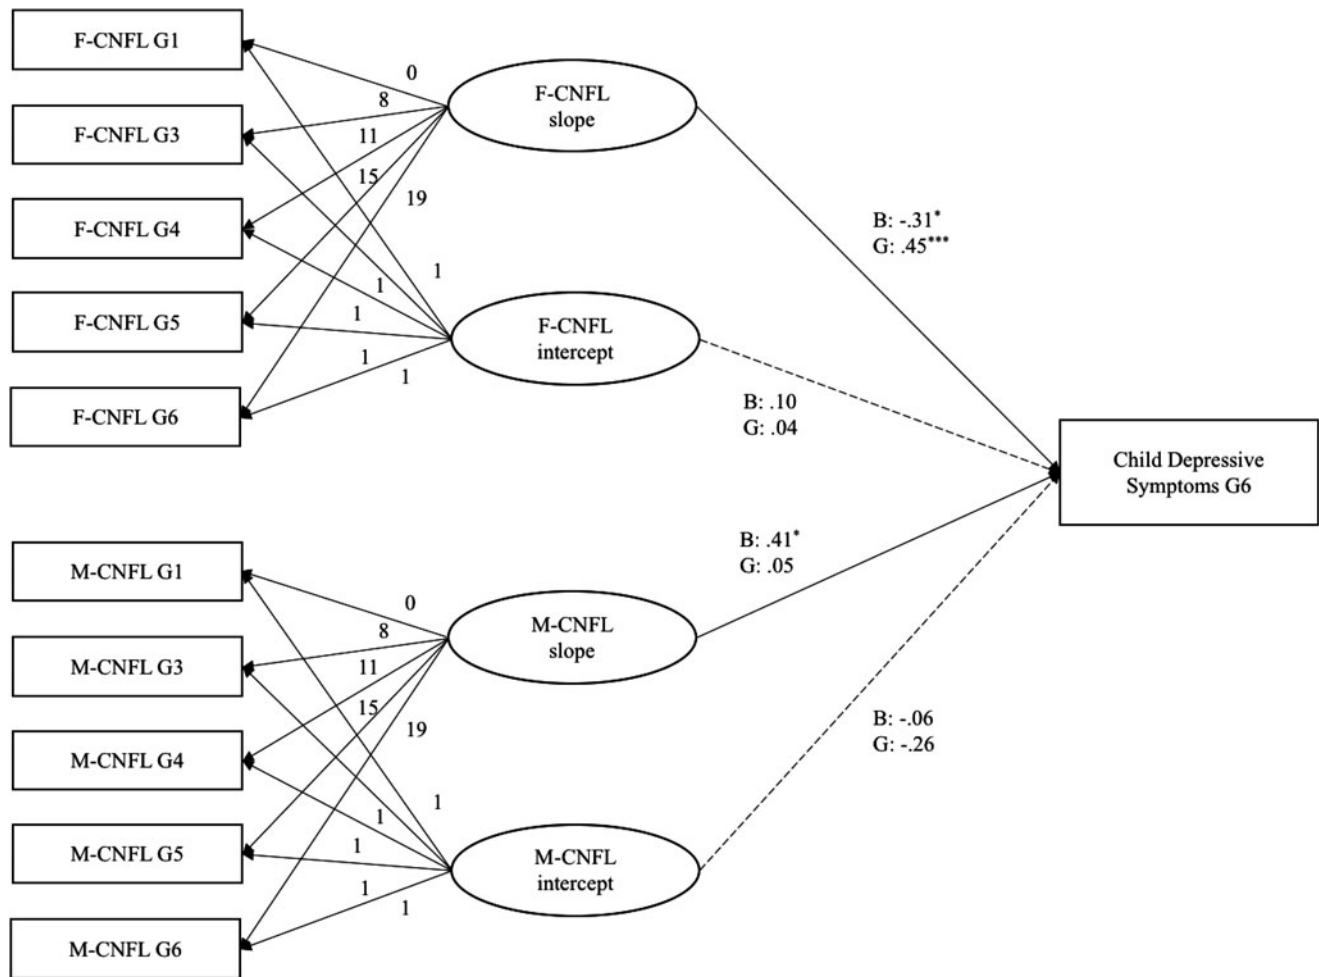 F-CNFL G1
F-CNFL G3
F-CNFL G4
F-CNFL G5
F-CNFL G6
0
8
11
15
19
1
1
1
1
1
F-CNFL
slope
F-CNFL
intercept
B: -.31*
G: .45***
B: .10
G: .04
Child Depressive
Symptoms G6
M-CNFL G1
M-CNFL G3
M-CNFL G4
M-CNFL G5
M-CNFL G6
0
8
11
15
19
1
1
1
1
1
M-CNFL
slope
M-CNFL
intercept
B: .41*
G: .05
B: -.06
G: -.26